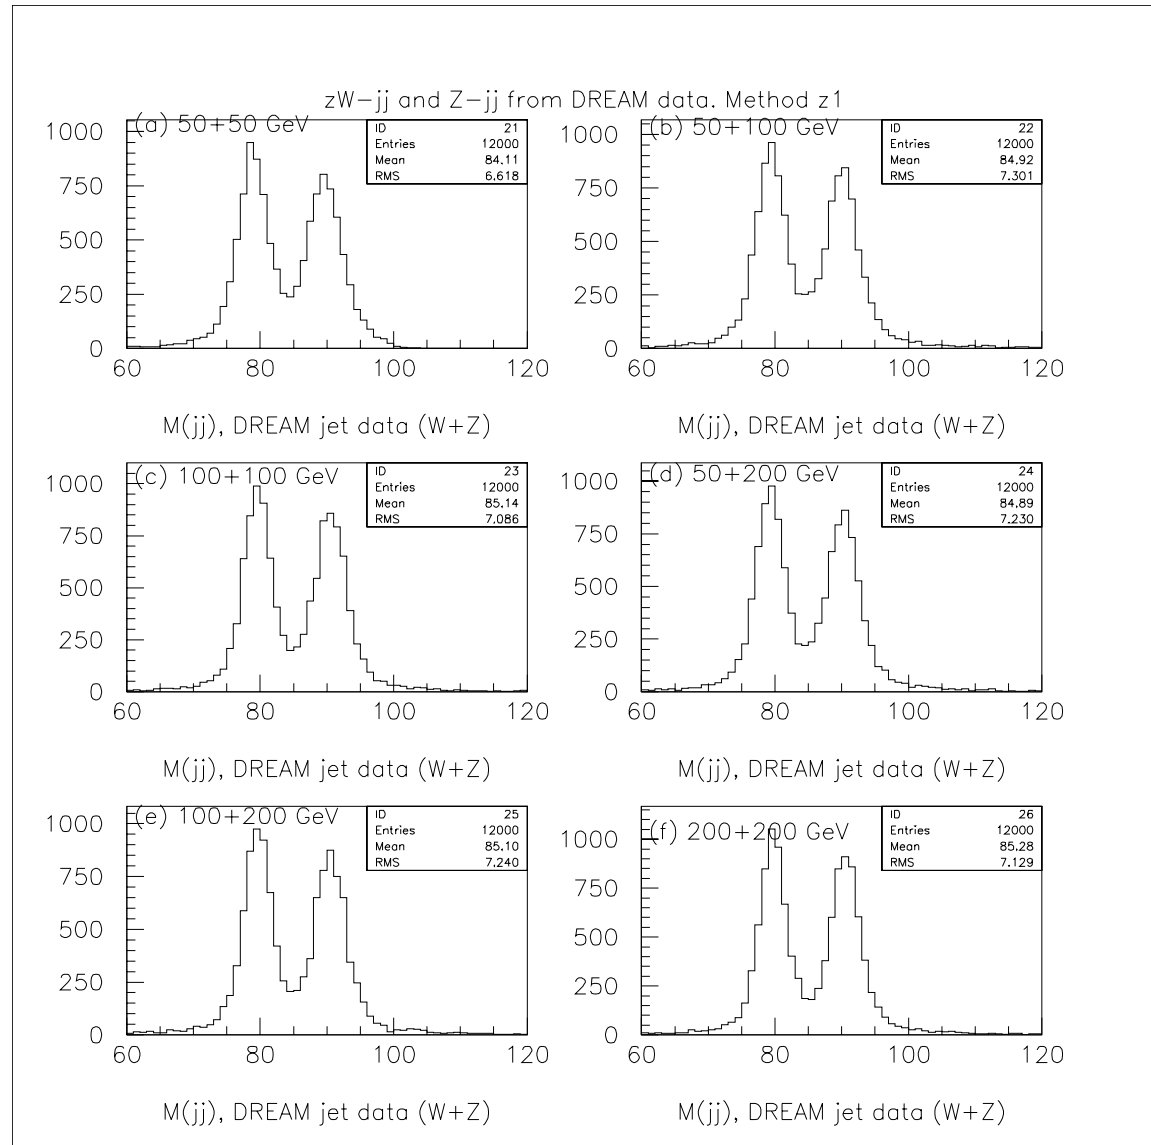 zW-jj and Z-jj from DREAM data. Method z1
(a) 50+50 GeV
ID 21
Entries 12000
Mean 84.11
RMS 6.618
1000
750
500
250
0
60 80 100 120
M(jj), DREAM jet data (W+Z)
(b) 50+100 GeV
ID 22
Entries 12000
Mean 84.92
RMS 7.301
1000
750
500
250
0
60 80 100 120
M(jj), DREAM jet data (W+Z)
(c) 100+100 GeV
ID 23
Entries 12000
Mean 85.14
RMS 7.086
1000
750
500
250
0
60 80 100 120
M(jj), DREAM jet data (W+Z)
(d) 50+200 GeV
ID 24
Entries 12000
Mean 84.89
RMS 7.230
1000
750
500
250
0
60 80 100 120
M(jj), DREAM jet data (W+Z)
(e) 100+200 GeV
ID 25
Entries 12000
Mean 85.10
RMS 7.240
1000
750
500
250
0
60 80 100 120
M(jj), DREAM jet data (W+Z)
(f) 200+200 GeV
ID 26
Entries 12000
Mean 85.28
RMS 7.129
1000
750
500
250
0
60 80 100 120
M(jj), DREAM jet data (W+Z)